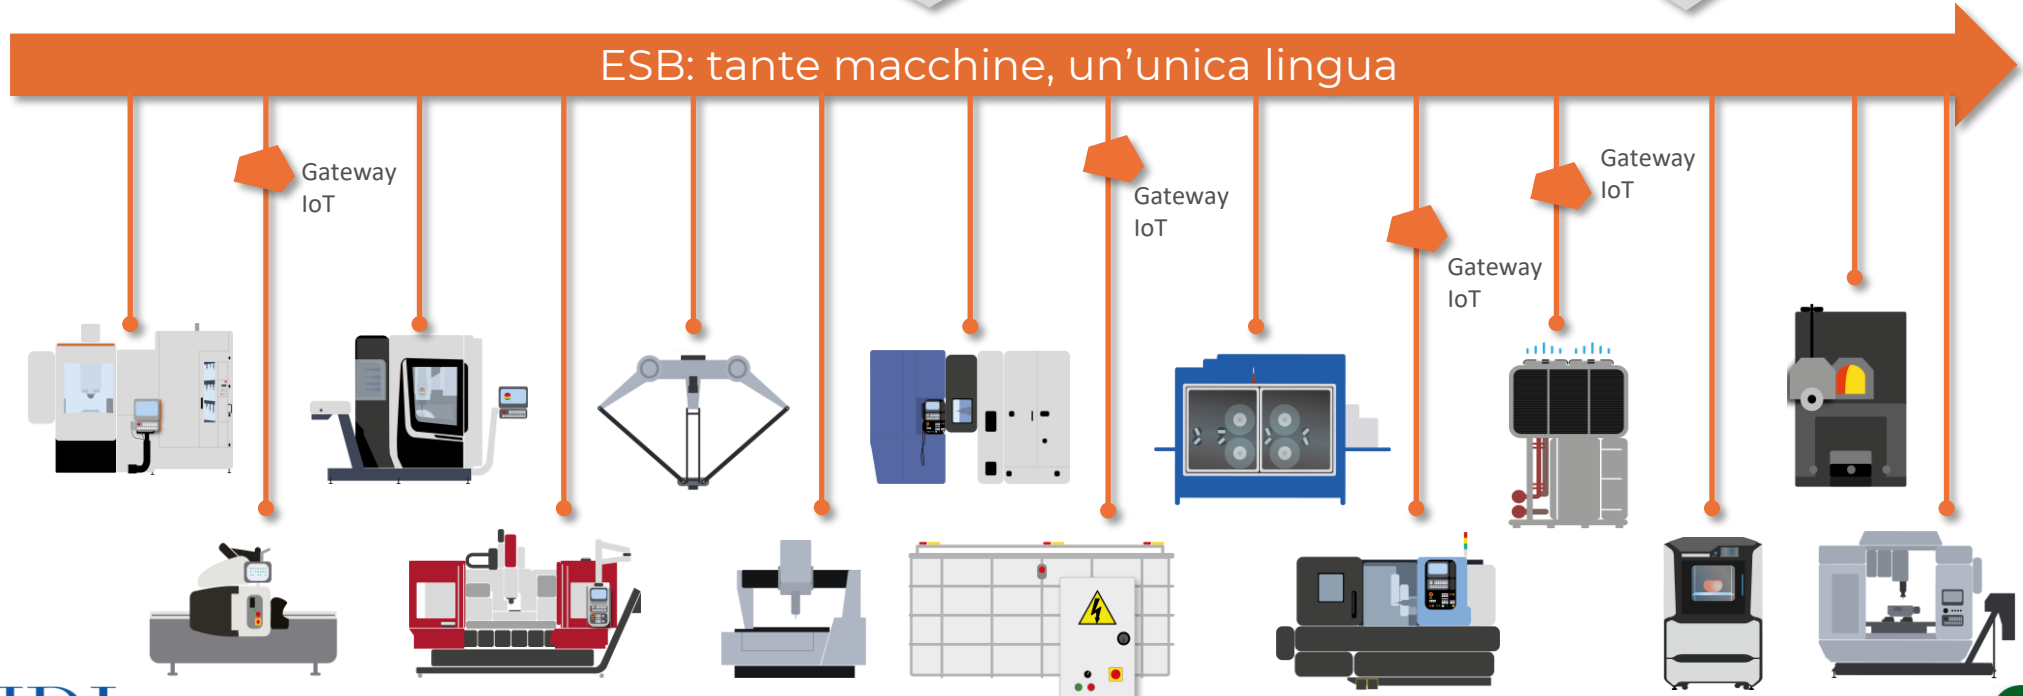 ESB: tante macchine, un’unica lingua
Gateway
IoT
Gateway
IoT
Gateway
IoT
Gateway
IoT